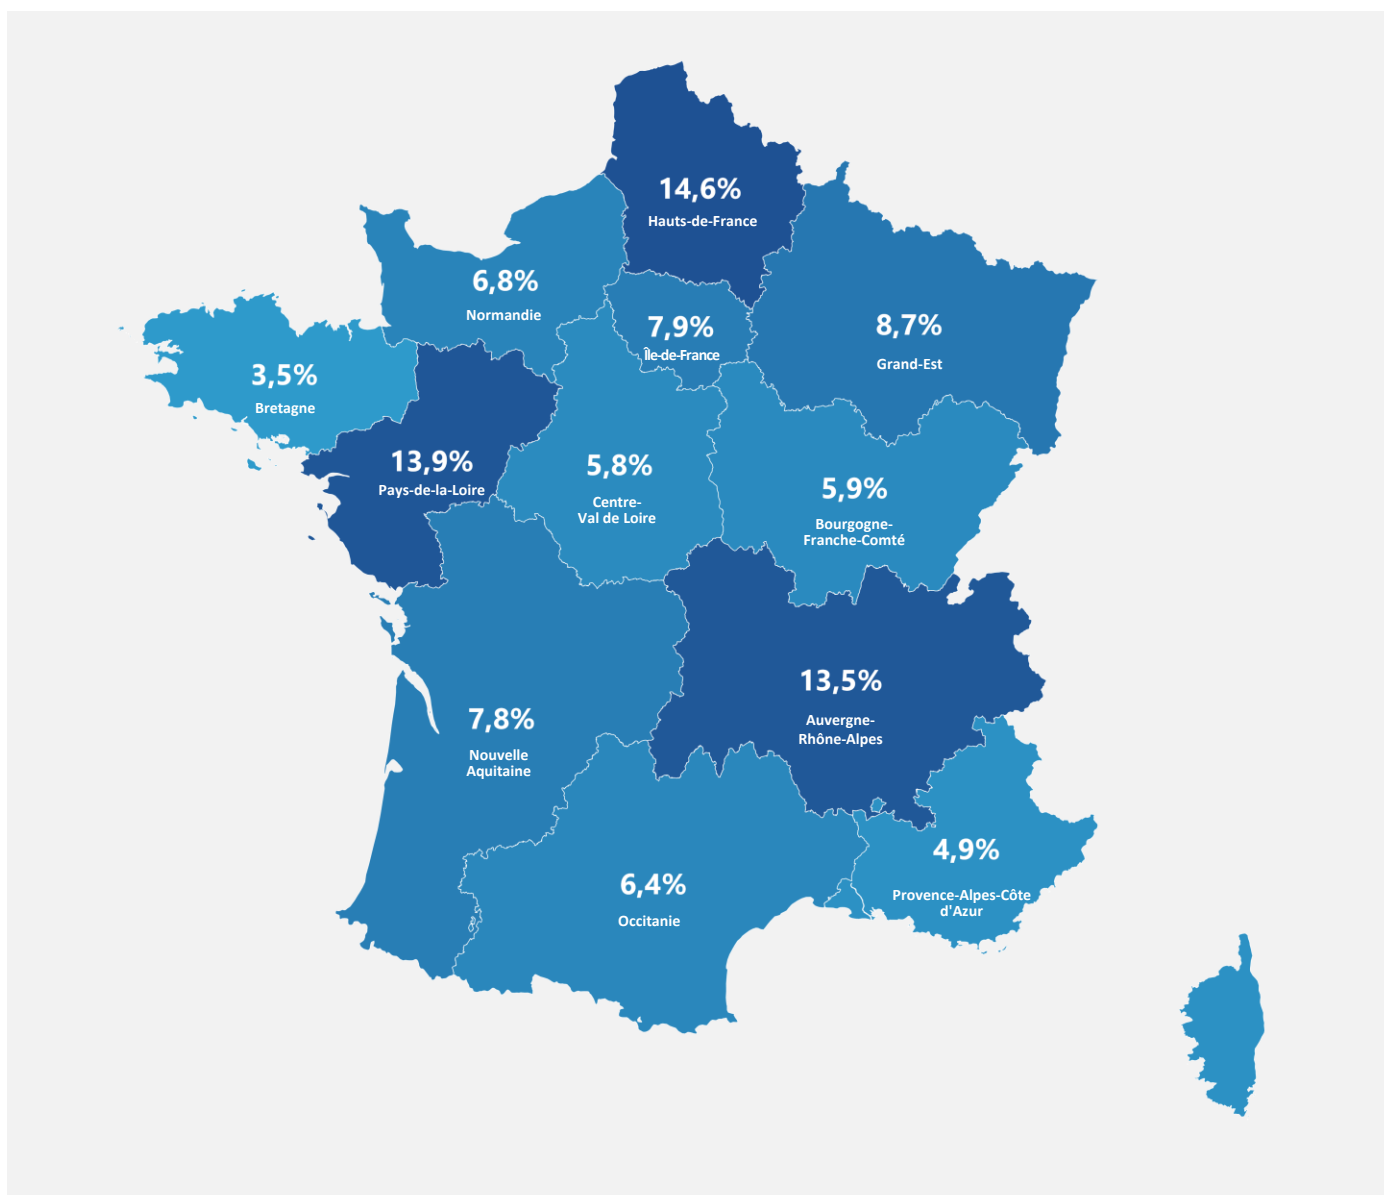 14,6%
Hauts-de-France
6,8%
Normandie
7,9%
Île-de-France
8,7%
Grand-Est
3,5%
Bretagne
13,9%
Pays-de-la-Loire
5,8%
Centre-
Val de Loire
5,9%
Bourgogne-
Franche-Comté
13,5%
Auvergne-
Rhône-Alpes
7,8%
Nouvelle
Aquitaine
4,9%
Provence-Alpes-Côte
d'Azur
6,4%
Occitanie